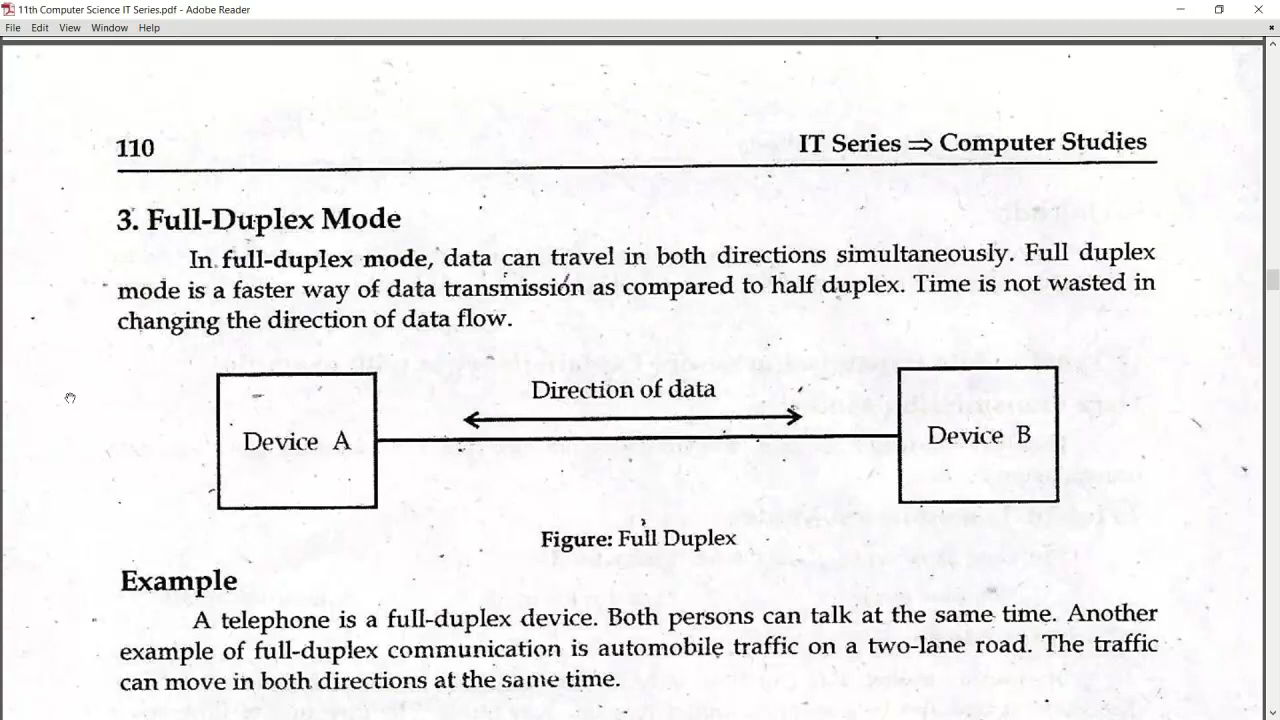 11th Computer Science IT Series.pdf - Adobe Reader
File Edit View Window Help
110
IT Series ⇒ Computer Studies
3. Full-Duplex Mode
In full-duplex mode, data can travel in both directions simultaneously. Full duplex
mode is a faster way of data transmission as compared to half duplex. Time is not wasted in
changing the direction of data flow.
Direction of data
Device A
Device B
Figure: Full Duplex
Example
A telephone is a full-duplex device. Both persons can talk at the same time. Another
example of full-duplex communication is automobile traffic on a two-lane road. The traffic
can move in both directions at the same time.